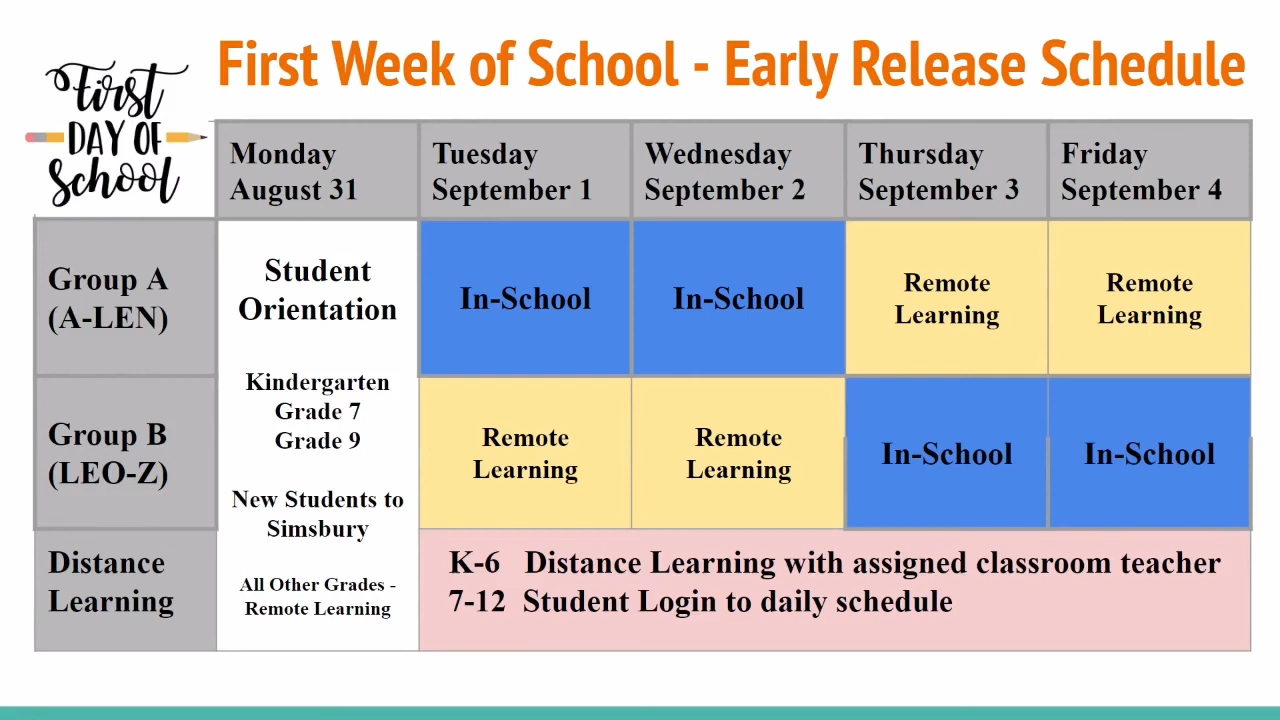 First Week of School - Early Release Schedule
First
DAY OF
School
Monday
August 31
Tuesday
September 1
Wednesday
September 2
Thursday
September 3
Friday
September 4
Group A
(A-LEN)
Student
Orientation
In-School
In-School
Remote
Learning
Remote
Learning
Kindergarten
Grade 7
Grade 9
Group B
(LEO-Z)
Remote
Learning
Remote
Learning
In-School
In-School
New Students to
Simsbury
Distance
Learning
All Other Grades -
Remote Learning
K-6 Distance Learning with assigned classroom teacher
7-12 Student Login to daily schedule